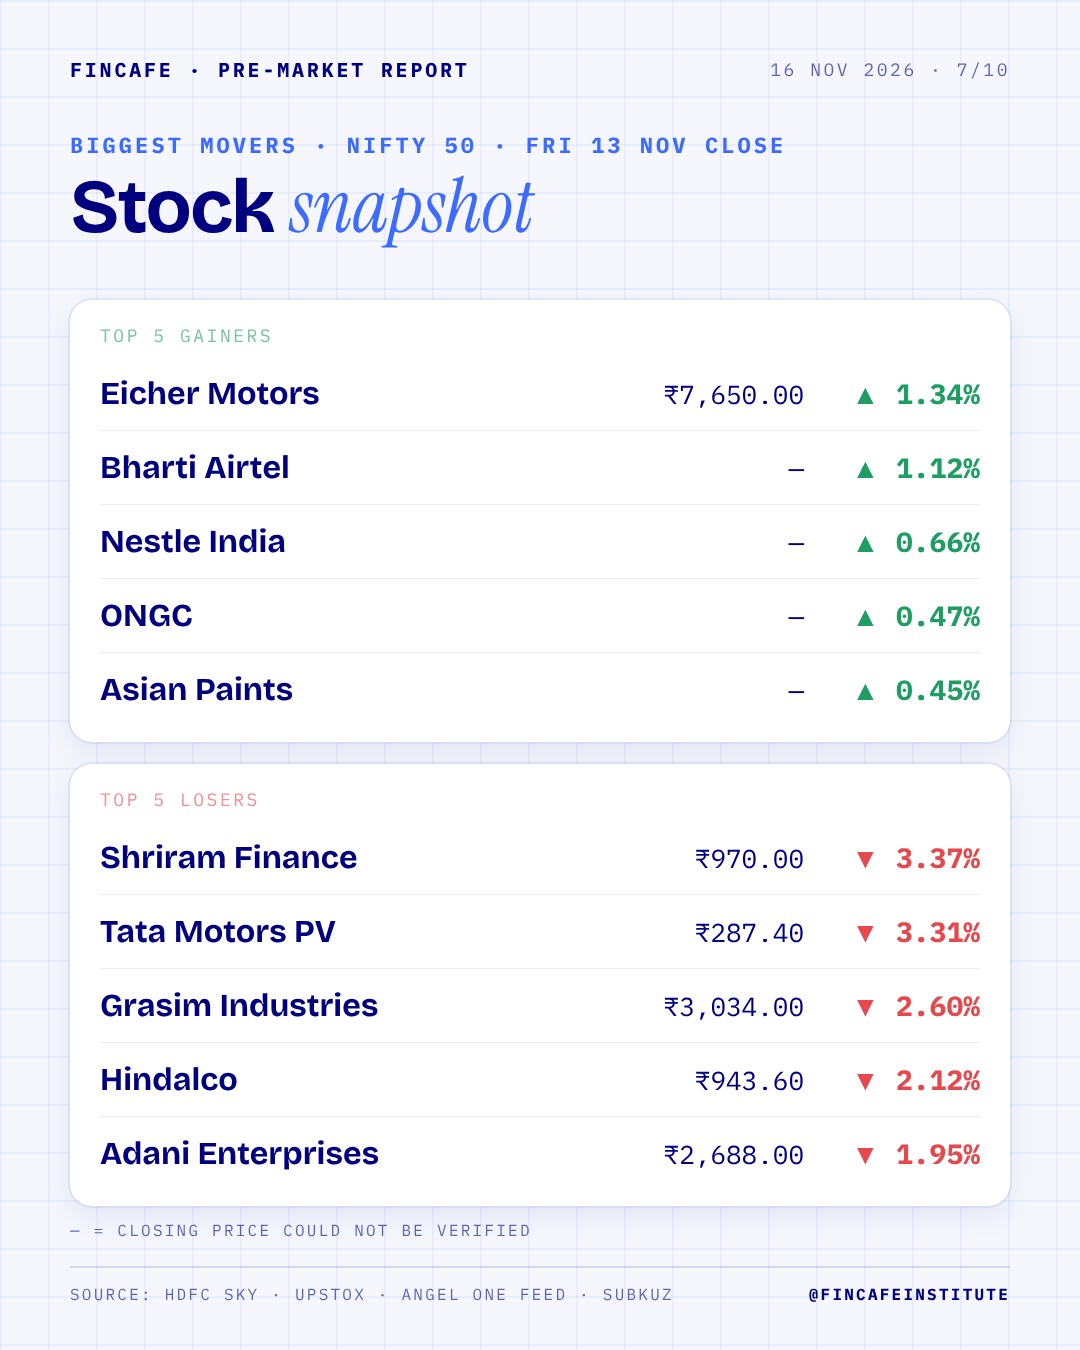 FINCAFE · PRE-MARKET REPORT
16 NOV 2026 · 7/10
BIGGEST MOVERS · NIFTY 50 · FRI 13 NOV CLOSE
Stock snapshot
TOP 5 GAINERS
Eicher Motors ₹7,650.00 ▲ 1.34%
Bharti Airtel — ▲ 1.12%
Nestle India — ▲ 0.66%
ONGC — ▲ 0.47%
Asian Paints — ▲ 0.45%
TOP 5 LOSERS
Shriram Finance ₹970.00 ▼ 3.37%
Tata Motors PV ₹287.40 ▼ 3.31%
Grasim Industries ₹3,034.00 ▼ 2.60%
Hindalco ₹943.60 ▼ 2.12%
Adani Enterprises ₹2,688.00 ▼ 1.95%
— = CLOSING PRICE COULD NOT BE VERIFIED
SOURCE: HDFC SKY · UPSTOX · ANGEL ONE FEED · SUBKUZ
@FINCAFEINSTITUTE